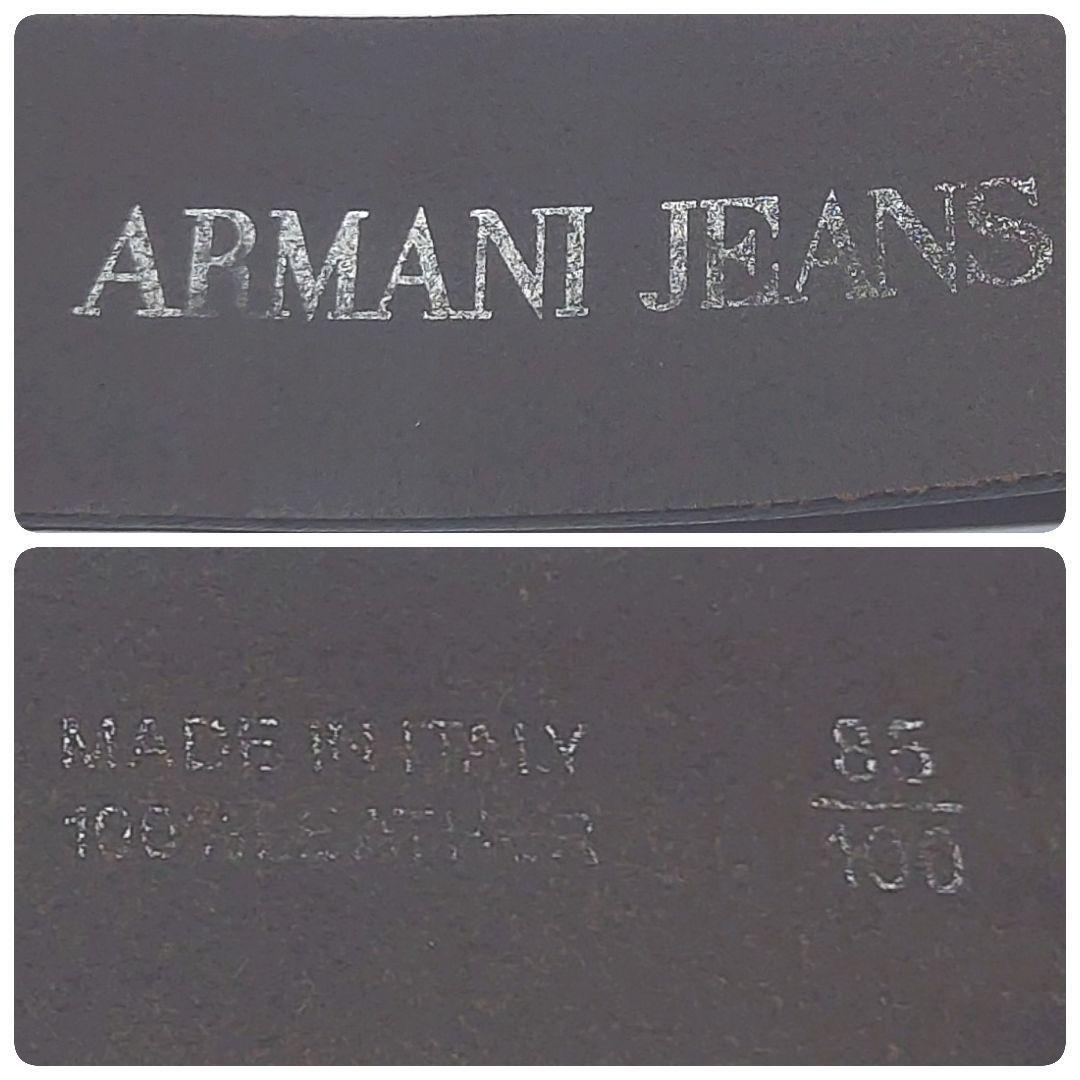 ARMANI JEANS
MADE IN ITALY
100% LEATHER
85
100